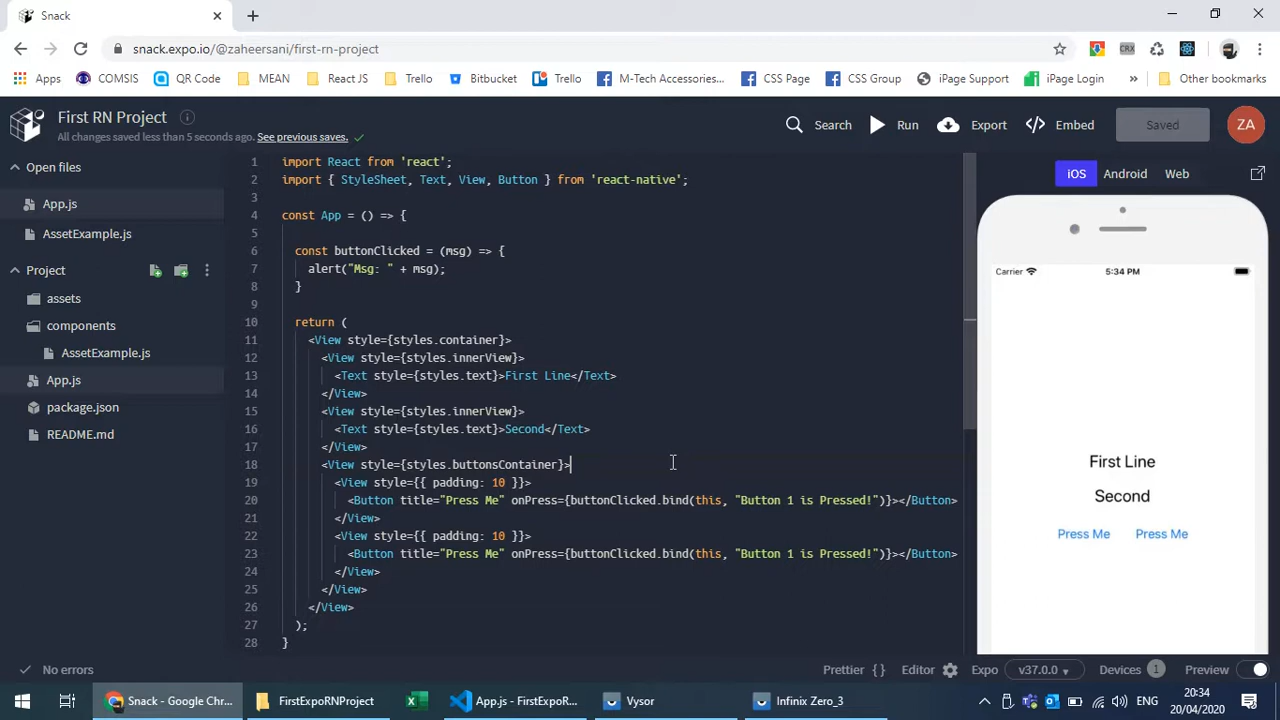 Snack
snack.expo.io/@zaheersani/first-rn-project
CRX
Apps COMSIS QR Code MEAN React JS Trello Bitbucket Trello M-Tech Accessories... CSS Page CSS Group iPage Support iPage Login » Other bookmarks
First RN Project
All changes saved less than 5 seconds ago. See previous saves.
Search Run Export Embed Saved ZA
Open files
App.js
AssetExample.js
Project
assets
components
AssetExample.js
App.js
package.json
README.md
1 import React from 'react';
2 import { StyleSheet, Text, View, Button } from 'react-native';
3
4 const App = () => {
5
6 const buttonClicked = (msg) => {
7 alert("Msg: " + msg);
8 }
9
10 return (
11 <View style={styles.container}>
12 <View style={styles.innerView}>
13 <Text style={styles.text}>First Line</Text>
14 </View>
15 <View style={styles.innerView}>
16 <Text style={styles.text}>Second</Text>
17 </View>
18 <View style={styles.buttonsContainer}>
19 <View style={{ padding: 10 }}>
20 <Button title="Press Me" onPress={buttonClicked.bind(this, "Button 1 is Pressed!")}></Button>
21 </View>
22 <View style={{ padding: 10 }}>
23 <Button title="Press Me" onPress={buttonClicked.bind(this, "Button 1 is Pressed!")}></Button>
24 </View>
25 </View>
26 </View>
27 );
28 }
iOS Android Web
Carrier 5:34 PM
First Line
Second
Press Me Press Me
No errors Prettier {} Editor Expo v37.0.0 Devices 1 Preview
Snack - Google Chr... FirstExpoRNProject App.js - FirstExpoR... Vysor Infinix Zero_3 ENG 20:34
20/04/2020